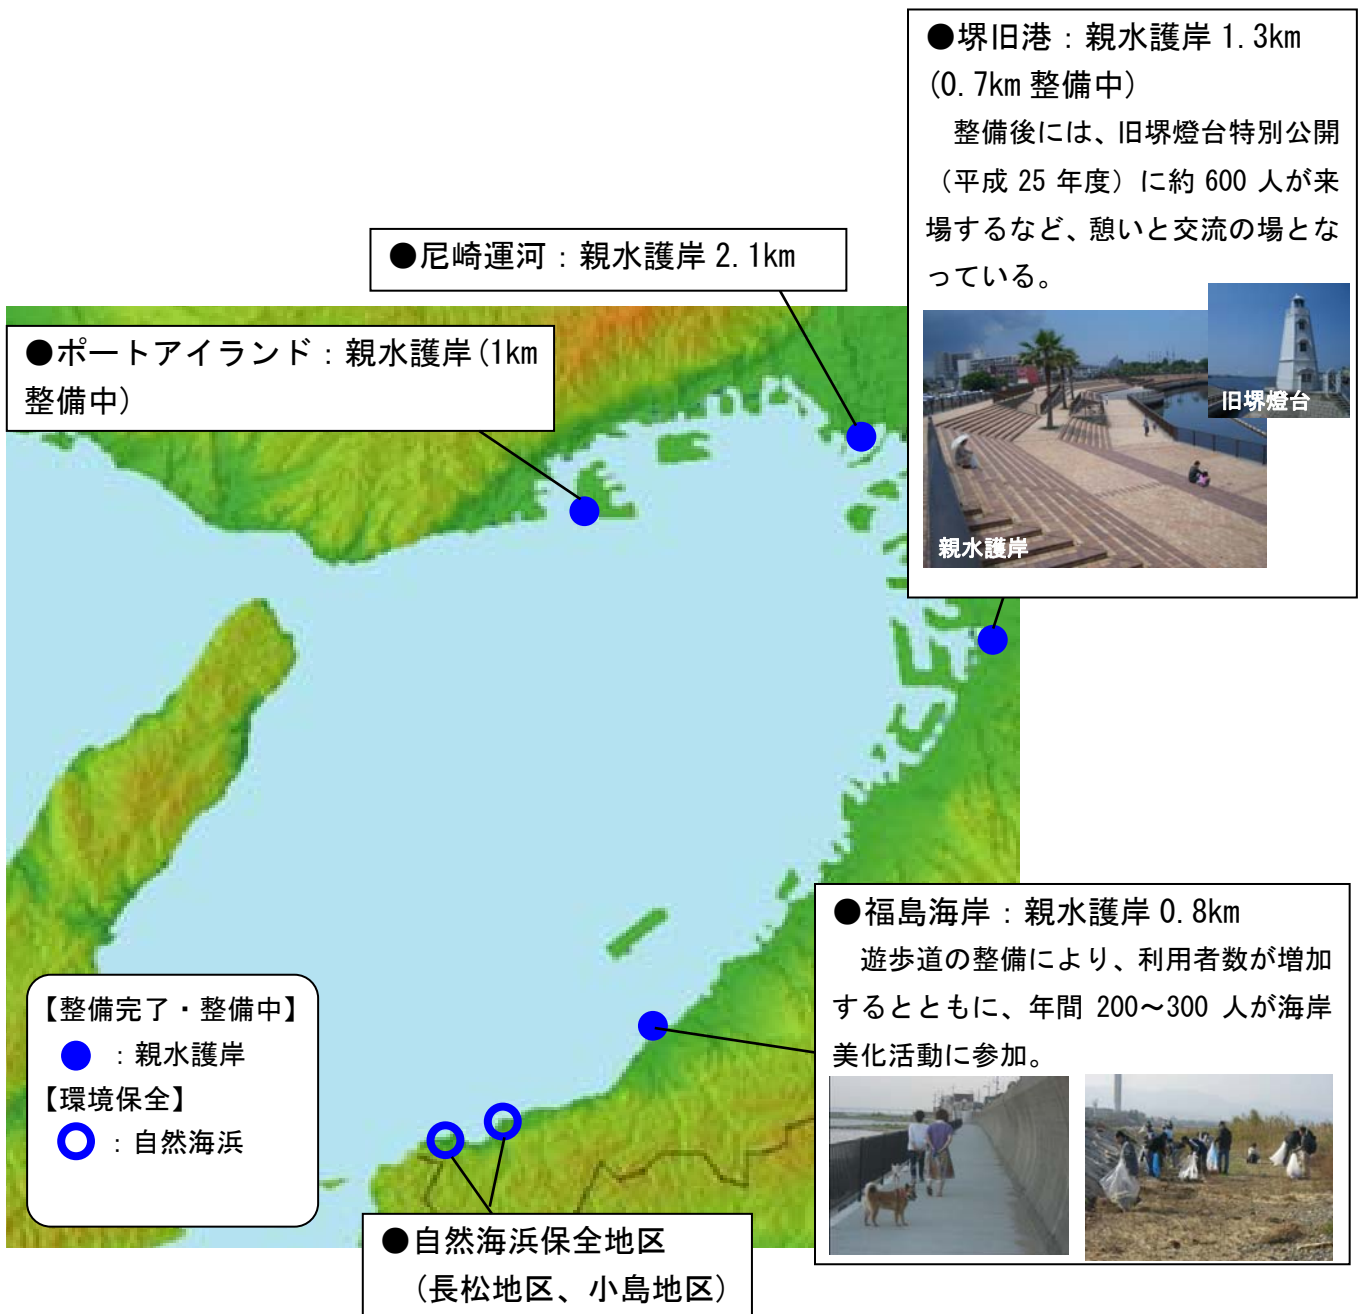 ●堺旧港：親水護岸 1.3km
(0.7km 整備中)
整備後には、旧堺燈台特別公開
（平成 25 年度）に約 600 人が来
場するなど、憩いと交流の場とな
っている。
旧堺燈台
親水護岸
●尼崎運河：親水護岸 2.1km
●ポートアイランド：親水護岸(1km
整備中)
●福島海岸：親水護岸 0.8km
遊歩道の整備により、利用者数が増加
するとともに、年間 200～300 人が海岸
美化活動に参加。
【整備完了・整備中】
：親水護岸
【環境保全】
：自然海浜
●自然海浜保全地区
(長松地区、小島地区)